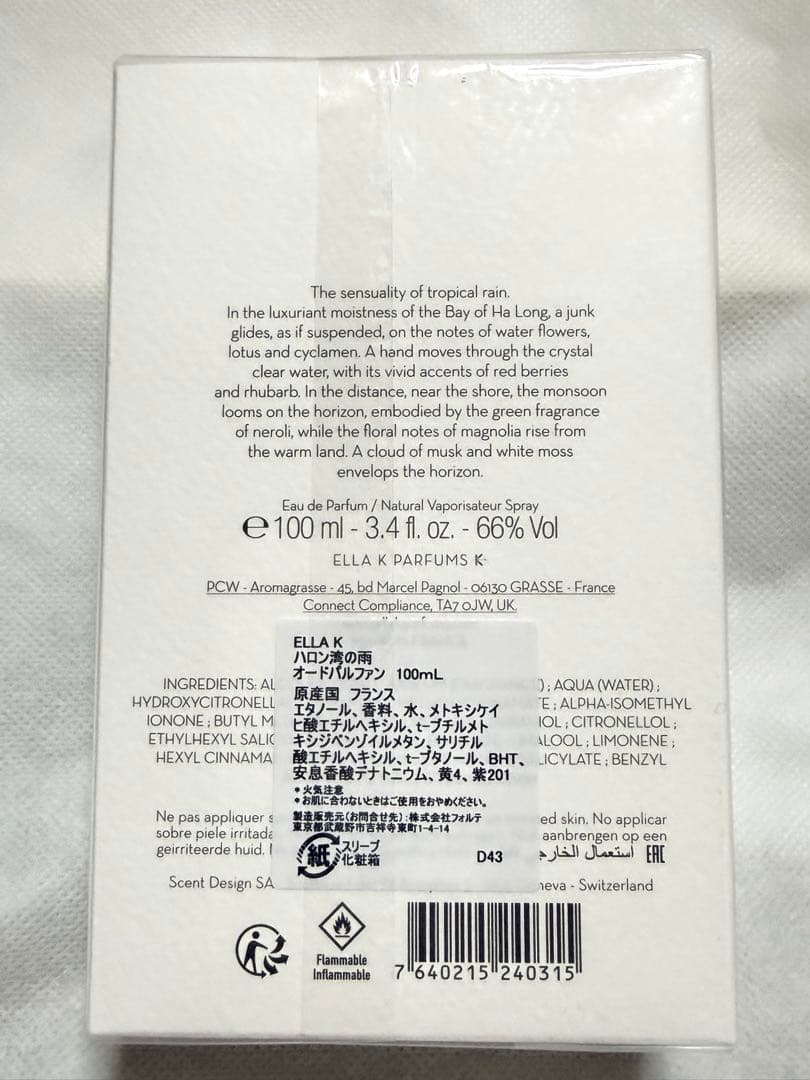 The sensuality of tropical rain.
In the luxuriant moistness of the Bay of Ha Long, a junk
glides, as if suspended, on the notes of water flowers,
lotus and cyclamen. A hand moves through the crystal
clear water, with its vivid accents of red berries
and rhubarb. In the distance, near the shore, the monsoon
looms on the horizon, embodied by the green fragrance
of neroli, while the floral notes of magnolia rise from
the warm land. A cloud of musk and white moss
envelops the horizon.
Eau de Parfum / Natural Vaporisateur Spray
℮ 100 ml - 3.4 fl. oz. - 66% Vol
ELLA K PARFUMS K
PCW - Aromagrasse - 45, bd Marcel Pagnol - 06130 GRASSE - France
Connect Compliance, TA7 0JW, UK.
ELLA K
ハロン湾の雨
オードパルファン 100mL
原産国 フランス
エタノール、香料、水、メトキシケイ
ヒ酸エチルヘキシル、t-ブチルメト
キシジベンゾイルメタン、サリチル
酸エチルヘキシル、t-ブタノール、BHT、
安息香酸デナトニウム、黄4、紫201
*火気注意
*お肌に合わないときはご使用をおやめください。
製造販売元(お問合せ先):株式会社フォルテ
東京都武蔵野市吉祥寺東町1-4-14
紙 スリーブ
化粧箱 D43
INGREDIENTS: ; AQUA (WATER) ;
; ALPHA-ISOMETHYL
IONONE ; BUTYL ; CITRONELLOL ;
ETHYLHEXYL ; LIMONENE ;
HEXYL ; BENZYL
Ne pas appliquer skin. No applicar
sobre piele aanbrengen op een
geirriteerde huid. استعمال الخارج EAC
Scent Design SA - Switzerland
Flammable
Inflammable
7 640215 240315